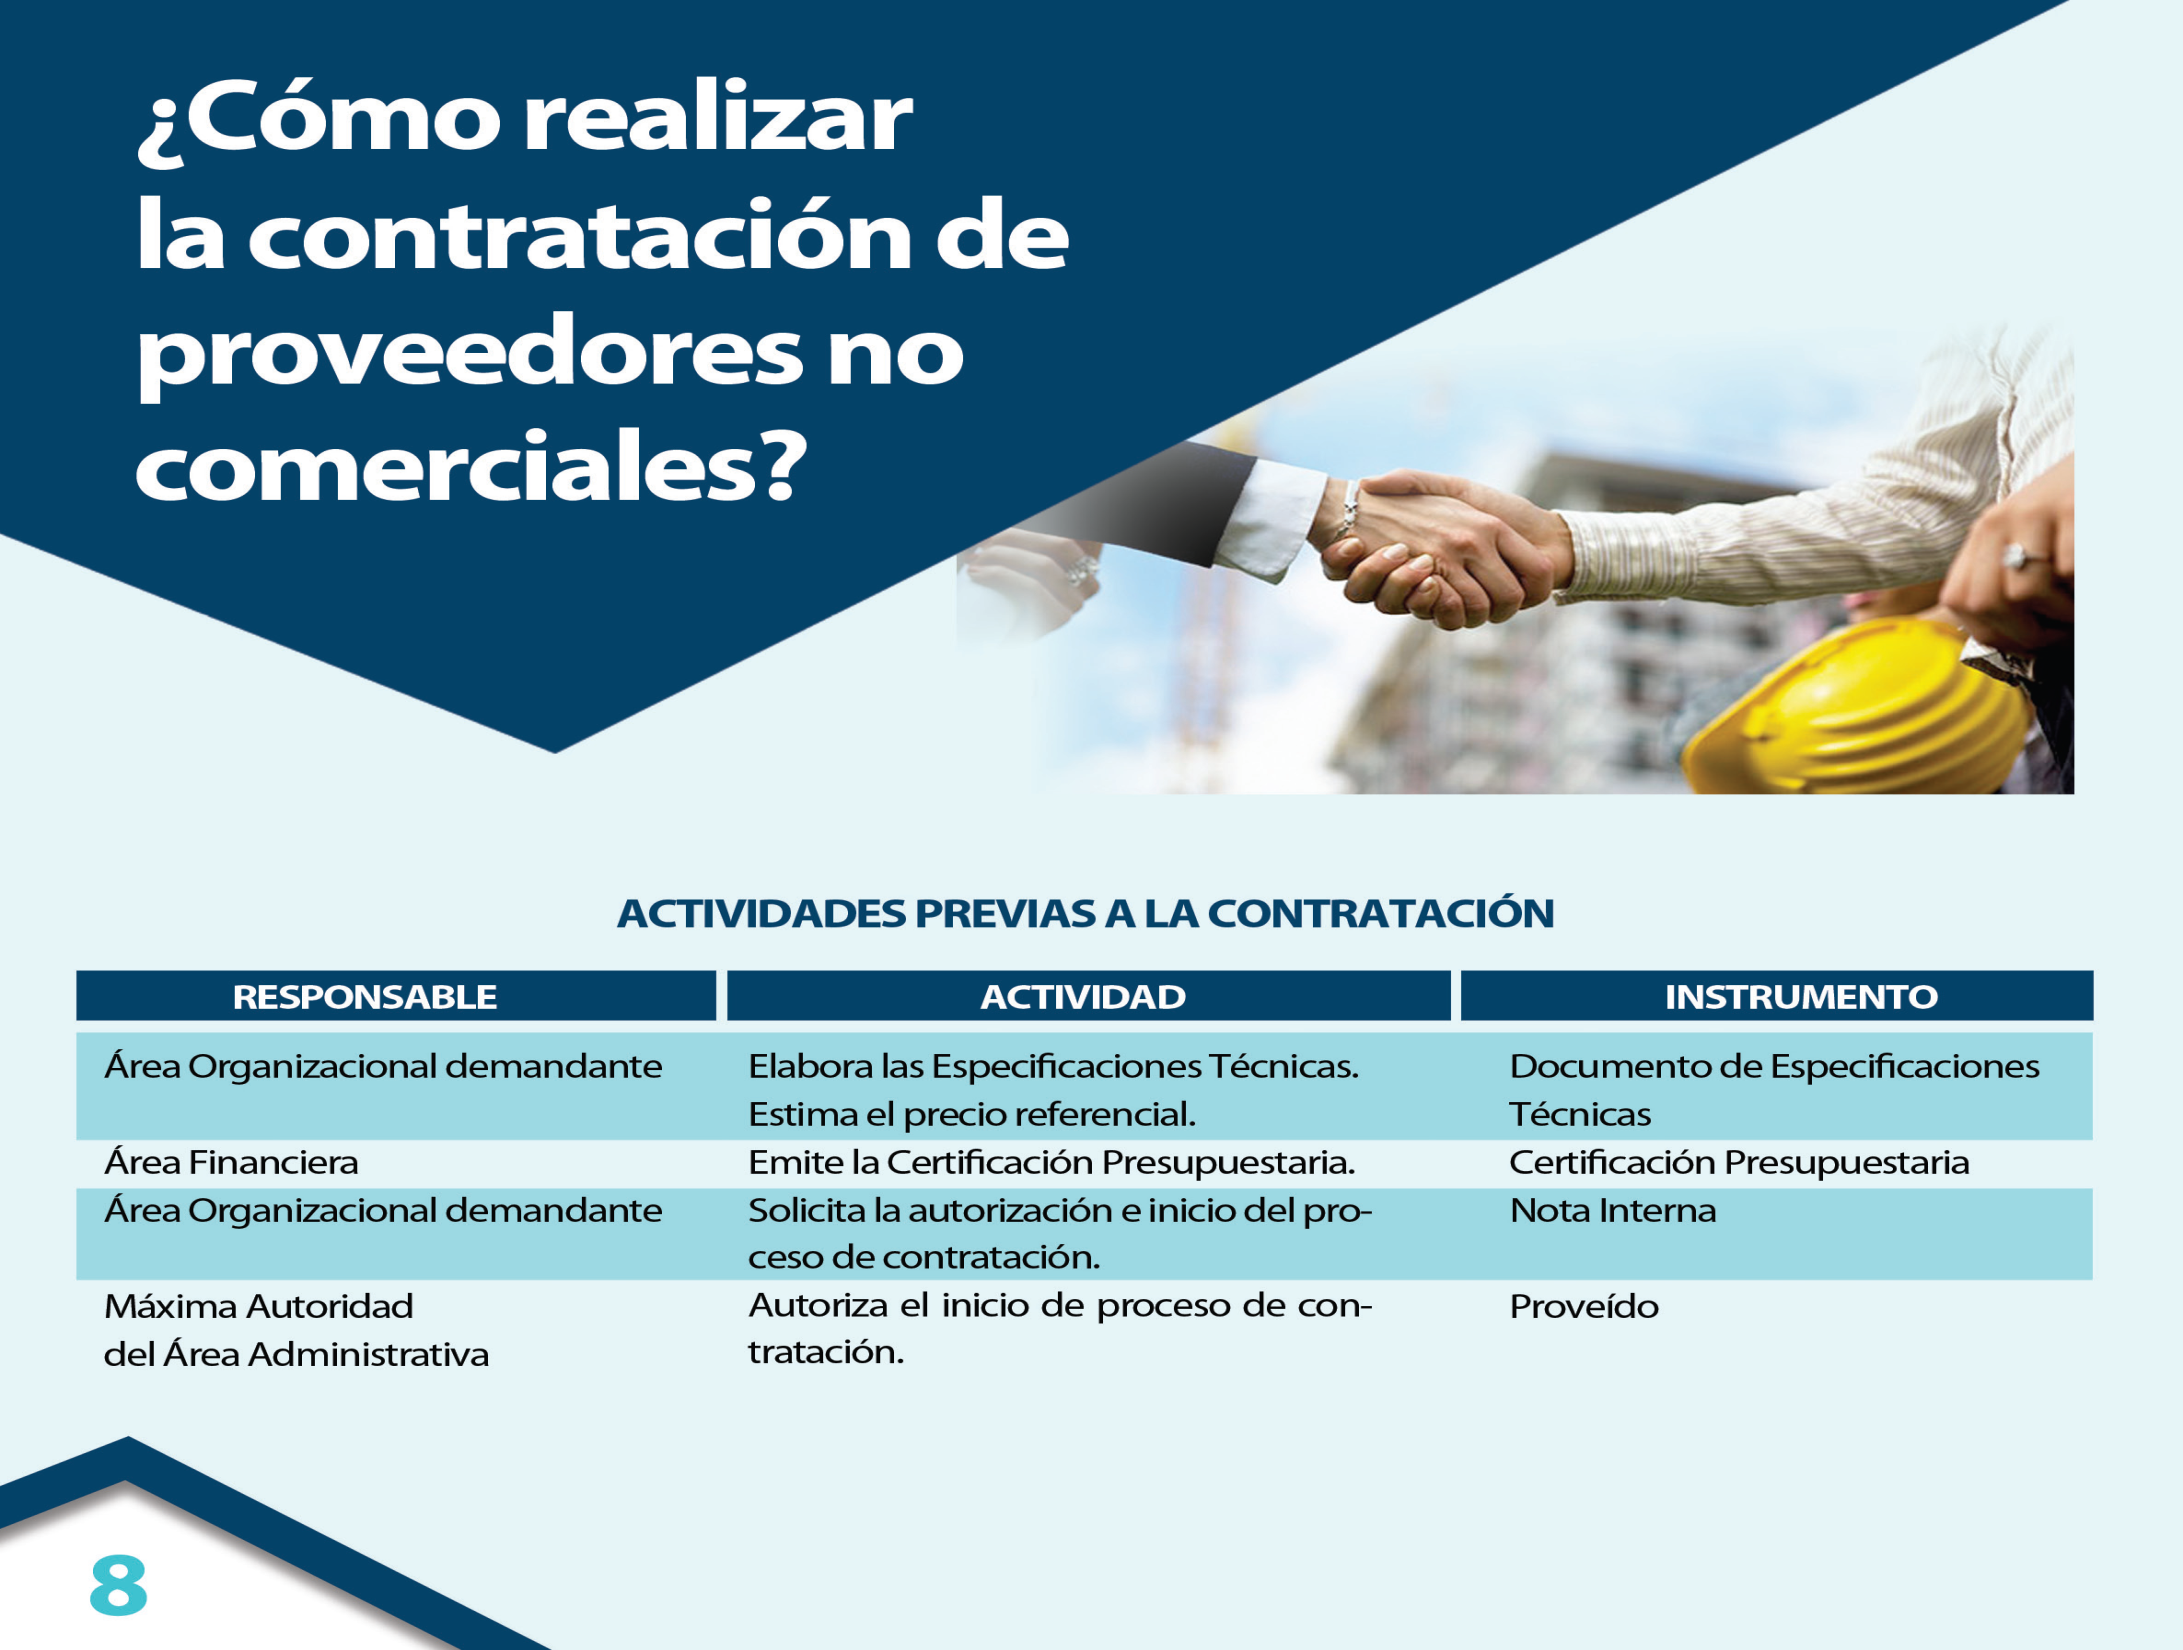 ¿Cómo realizar
la contratación de
proveedores no
comerciales?
ACTIVIDADES PREVIAS A LA CONTRATACIÓN
RESPONSABLE ACTIVIDAD INSTRUMENTO
Área Organizacional demandante Elabora las Especificaciones Técnicas. Documento de Especificaciones
Estima el precio referencial. Técnicas
Área Financiera Emite la Certificación Presupuestaria. Certificación Presupuestaria
Área Organizacional demandante Solicita la autorización e inicio del pro- Nota Interna
ceso de contratación.
Máxima Autoridad Autoriza el inicio de proceso de con- Proveído
del Área Administrativa tratación.
8